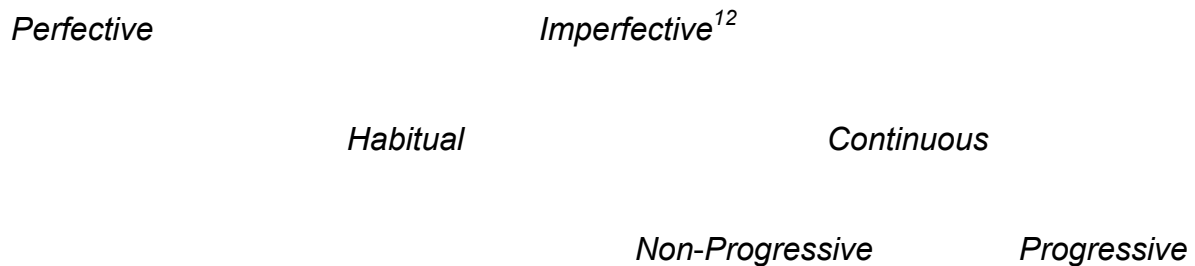 Perfective Imperfective¹²
Habitual Continuous
Non-Progressive Progressive